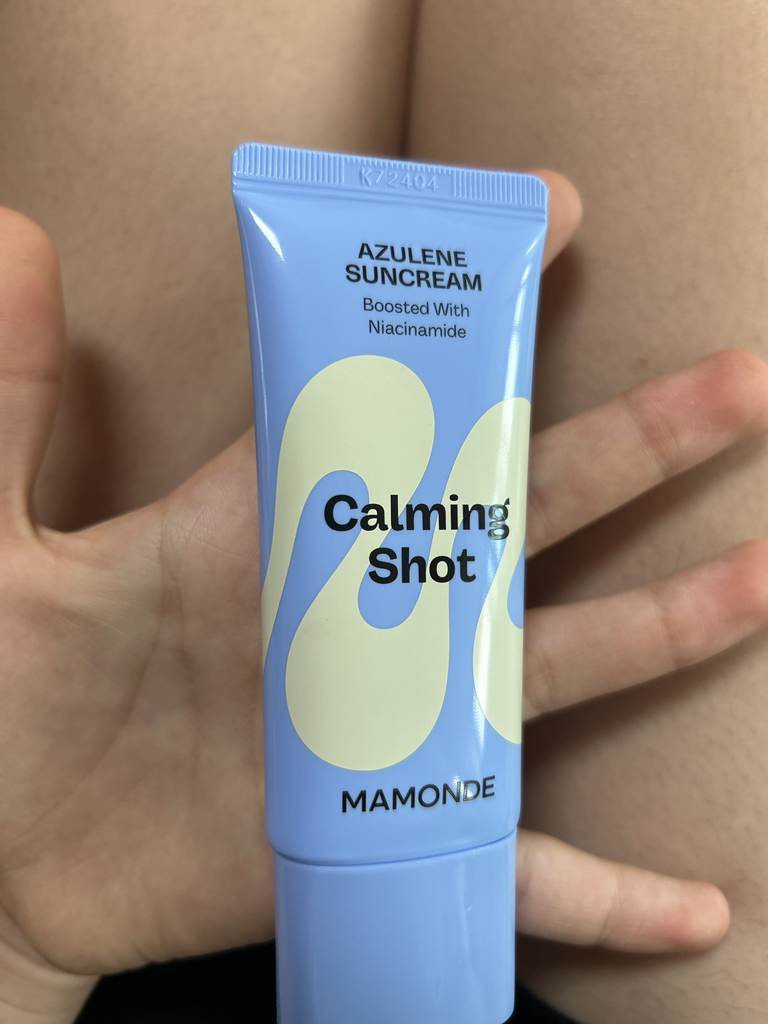 K72404
AZULENE
SUNCREAM
Boosted With
Niacinamide
Calming
Shot
MAMONDE